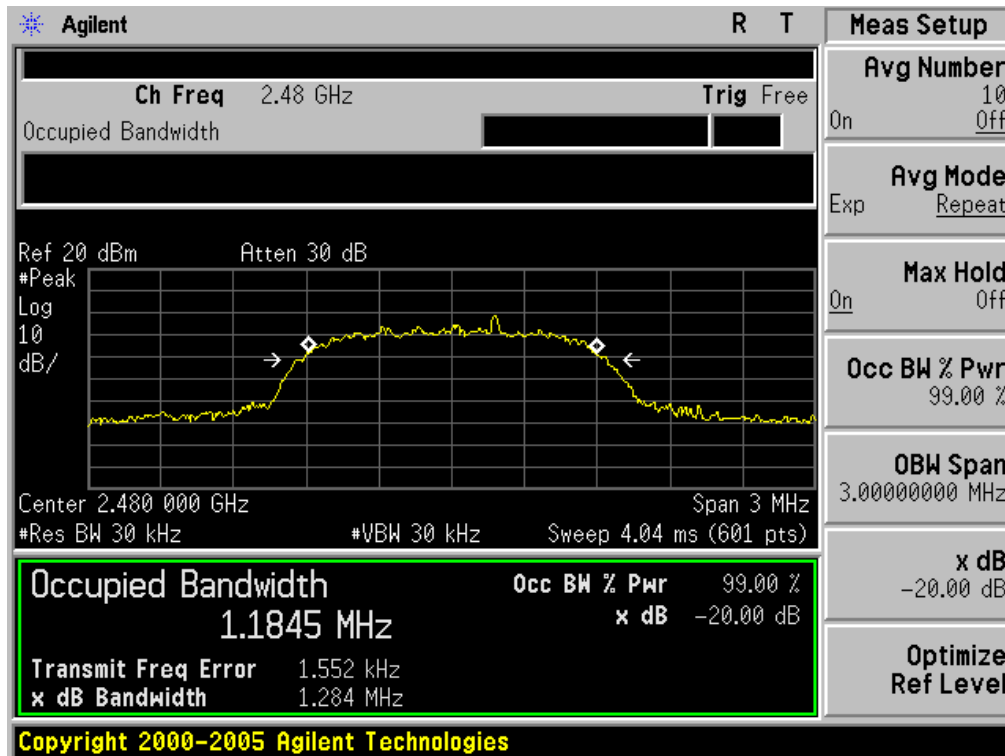 Agilent R T
Ch Freq 2.48 GHz Trig Free
Occupied Bandwidth
Ref 20 dBm Atten 30 dB
#Peak
Log
10
dB/
Center 2.480 000 GHz Span 3 MHz
#Res BW 30 kHz #VBW 30 kHz Sweep 4.04 ms (601 pts)
Occupied Bandwidth
1.1845 MHz
Occ BW % Pwr 99.00 %
x dB -20.00 dB
Transmit Freq Error 1.552 kHz
x dB Bandwidth 1.284 MHz
Copyright 2000-2005 Agilent Technologies
Meas Setup
Avg Number
10
On Off
Avg Mode
Exp Repeat
Max Hold
On Off
Occ BW % Pwr
99.00 %
OBW Span
3.00000000 MHz
x dB
-20.00 dB
Optimize
Ref Level